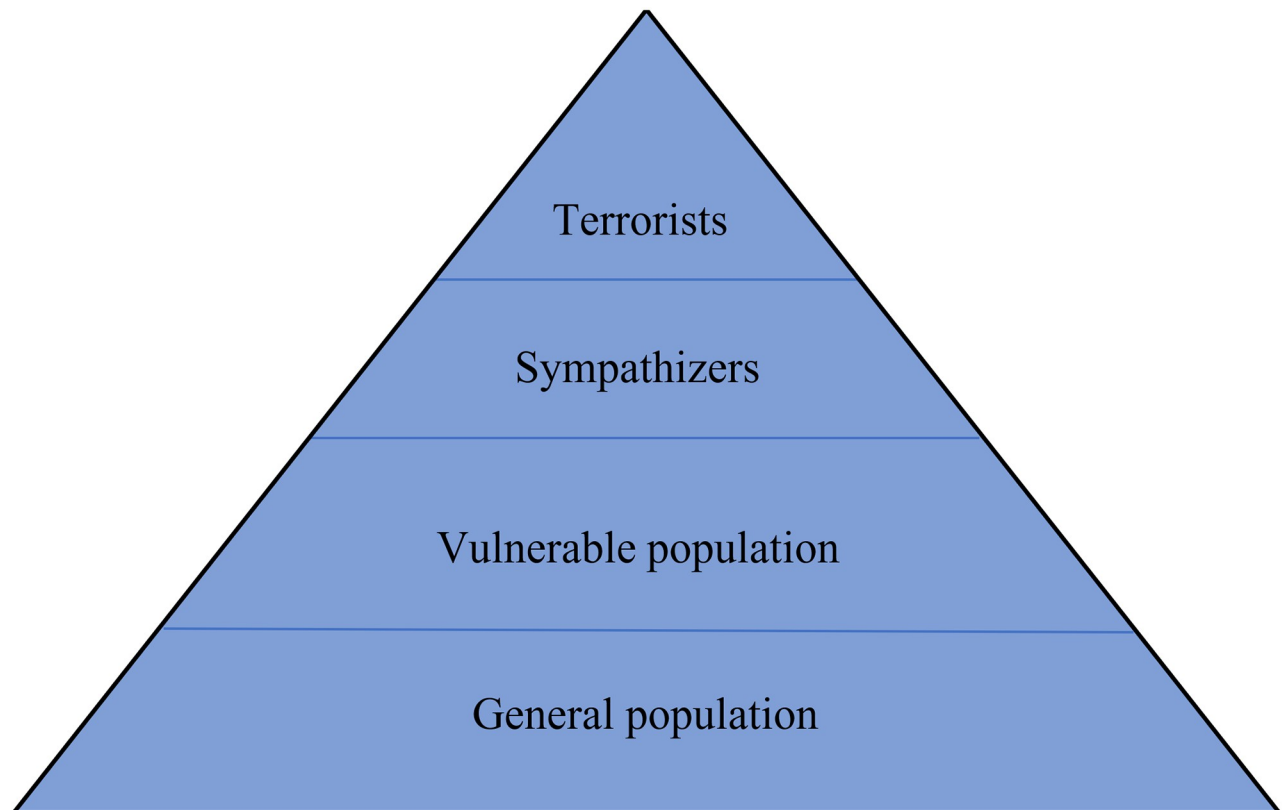 Terrorists
Sympathizers
Vulnerable population
General population